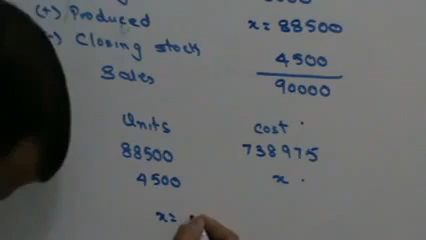 (+) Produced
x = 88500
(-) Closing stock
4500
Sales
90000
Units cost
88500 738975
4500 x
x =